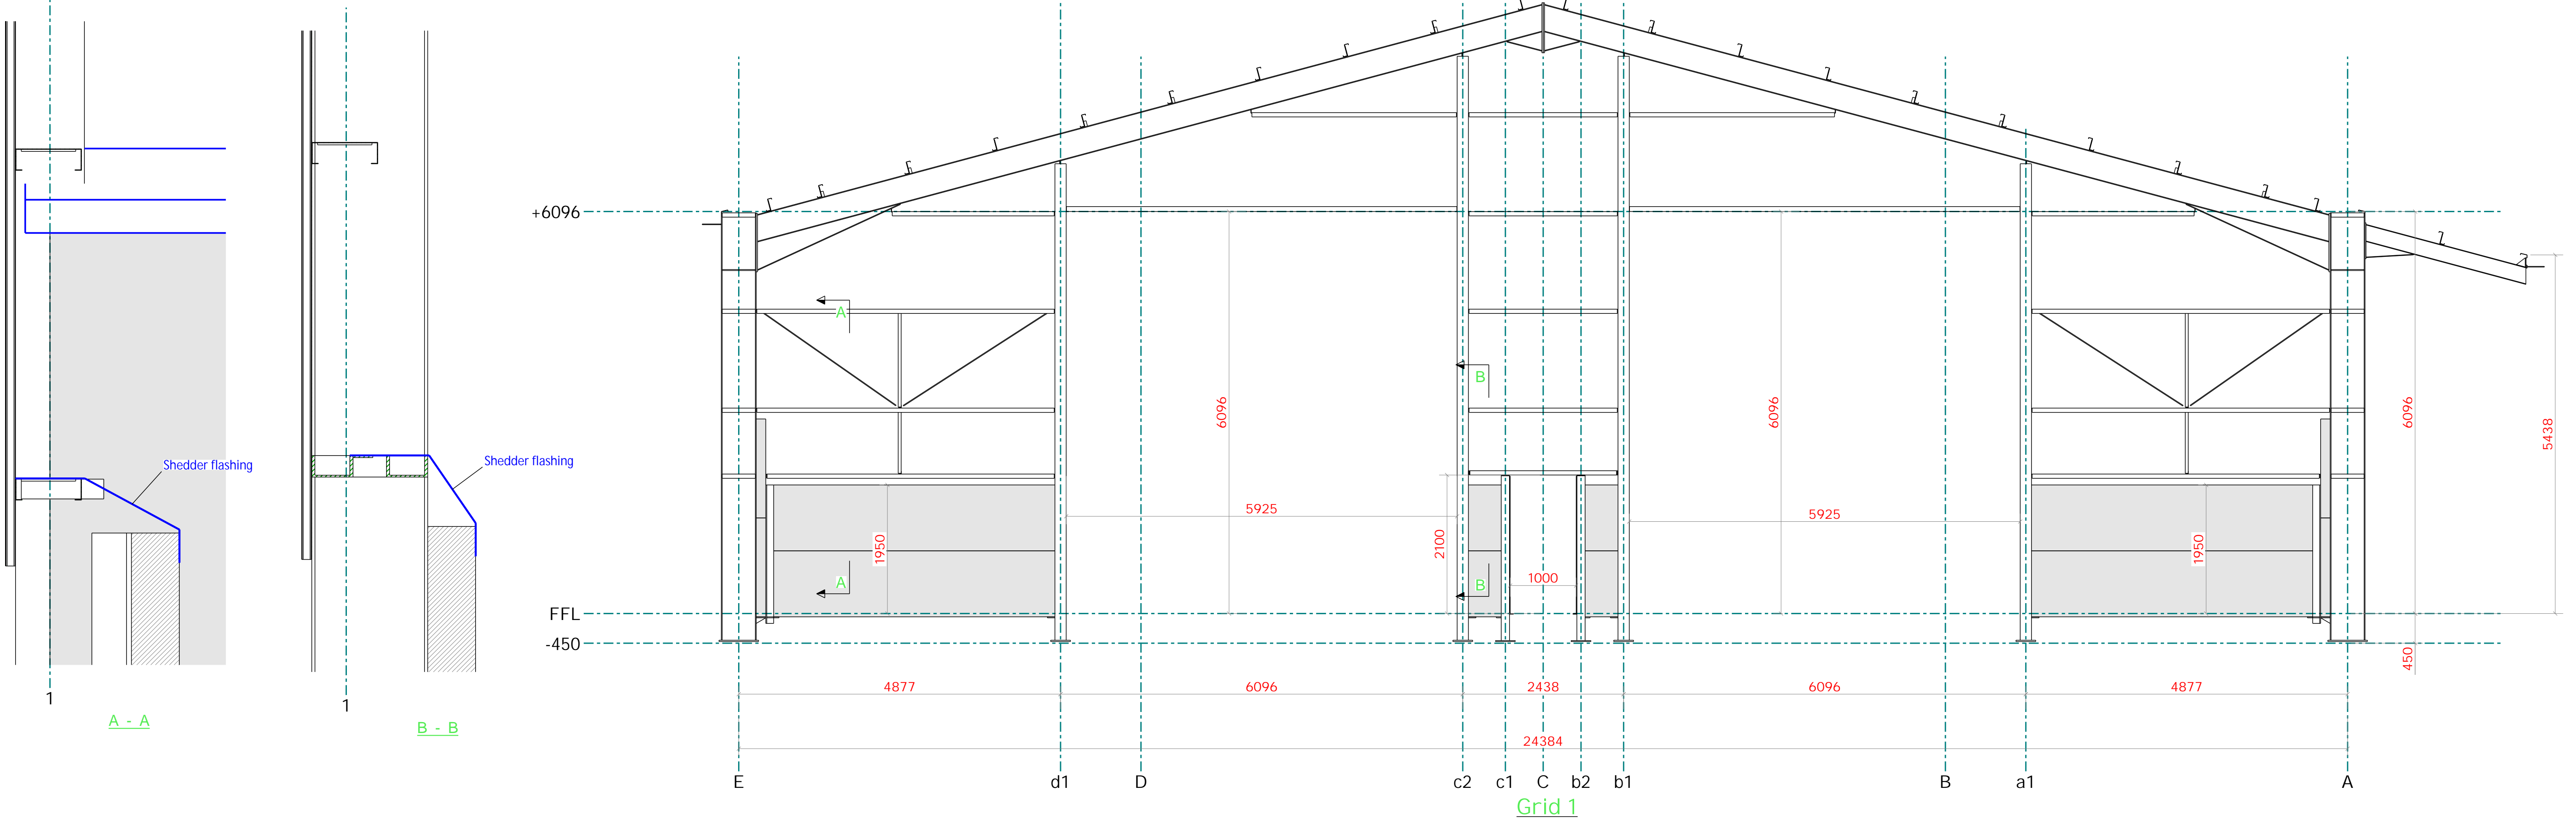 Shedder flashing
1
A - A
Shedder flashing
1
B - B
+6096
A
B
6096
6096
6096
5438
5925
5925
1950
2100
1950
A
1000
B
FFL
-450
450
4877
6096
2438
6096
4877
24384
E
d1
D
c2
c1
C
b2
b1
B
a1
A
Grid 1